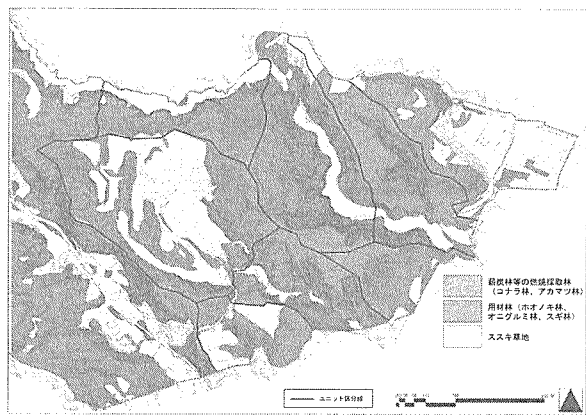 薪炭林等の燃焼採取林
(コナラ林、アカマツ林)
用材林(ホオノキ林、
オニグルミ林、スギ林)
ススキ草地
ユニット区分線